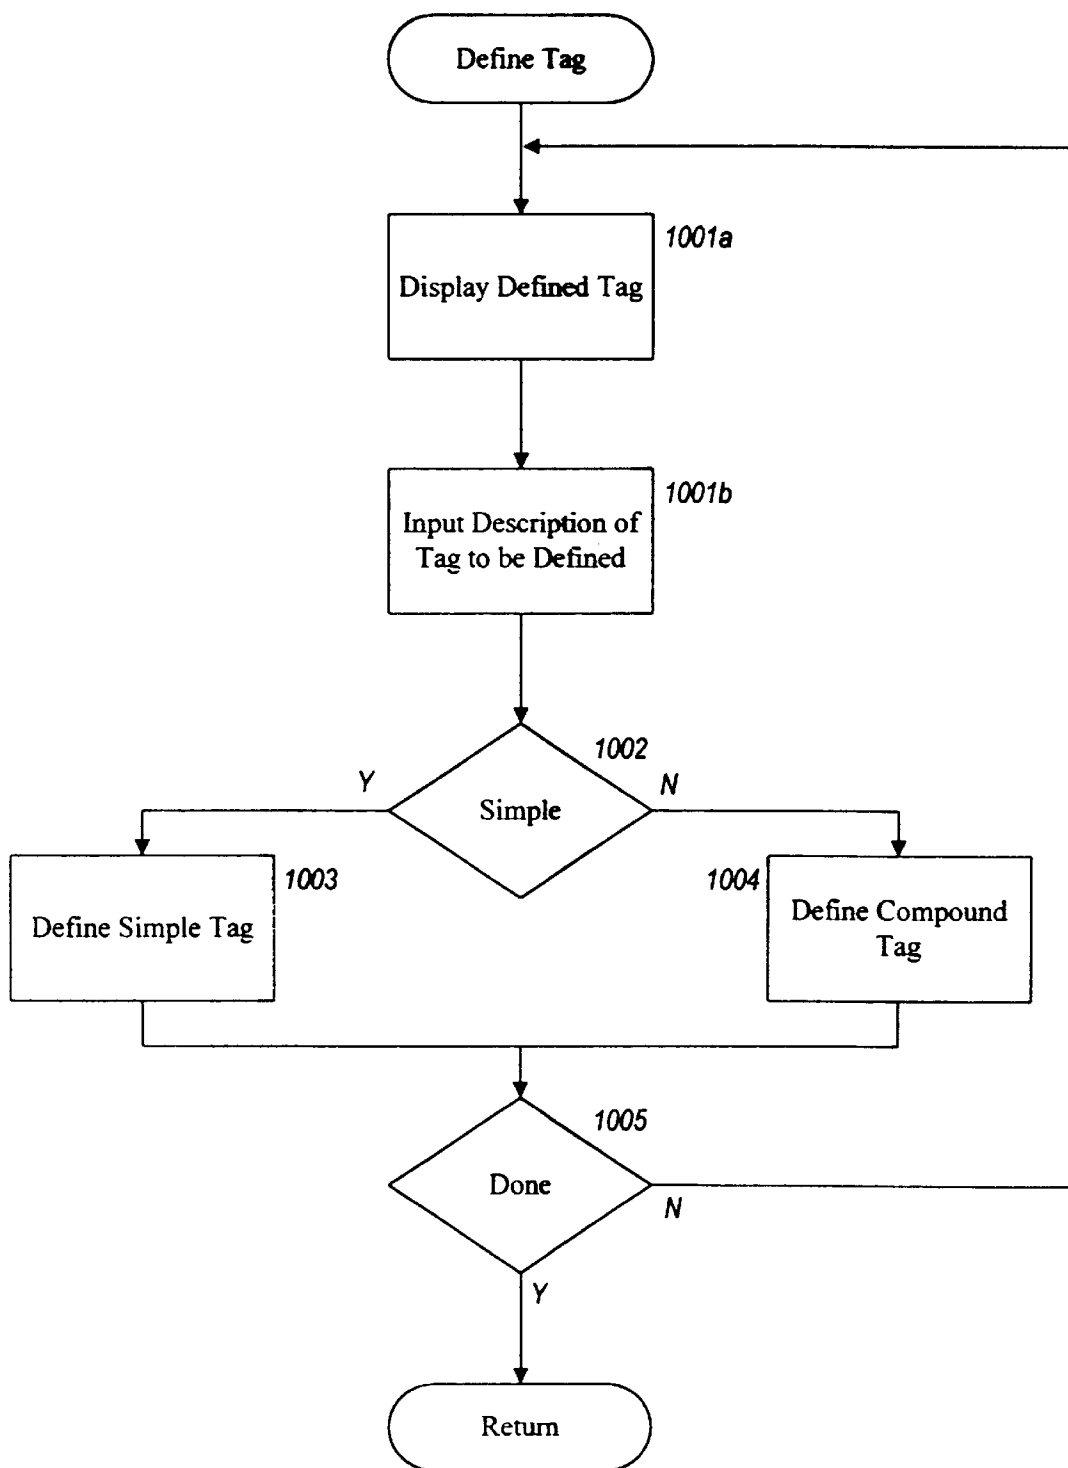 Define Tag
1001a
Display Defined Tag
1001b
Input Description of
Tag to be Defined
1002
Y
N
Simple
1003
Define Simple Tag
1004
Define Compound
Tag
1005
Done
N
Y
Return